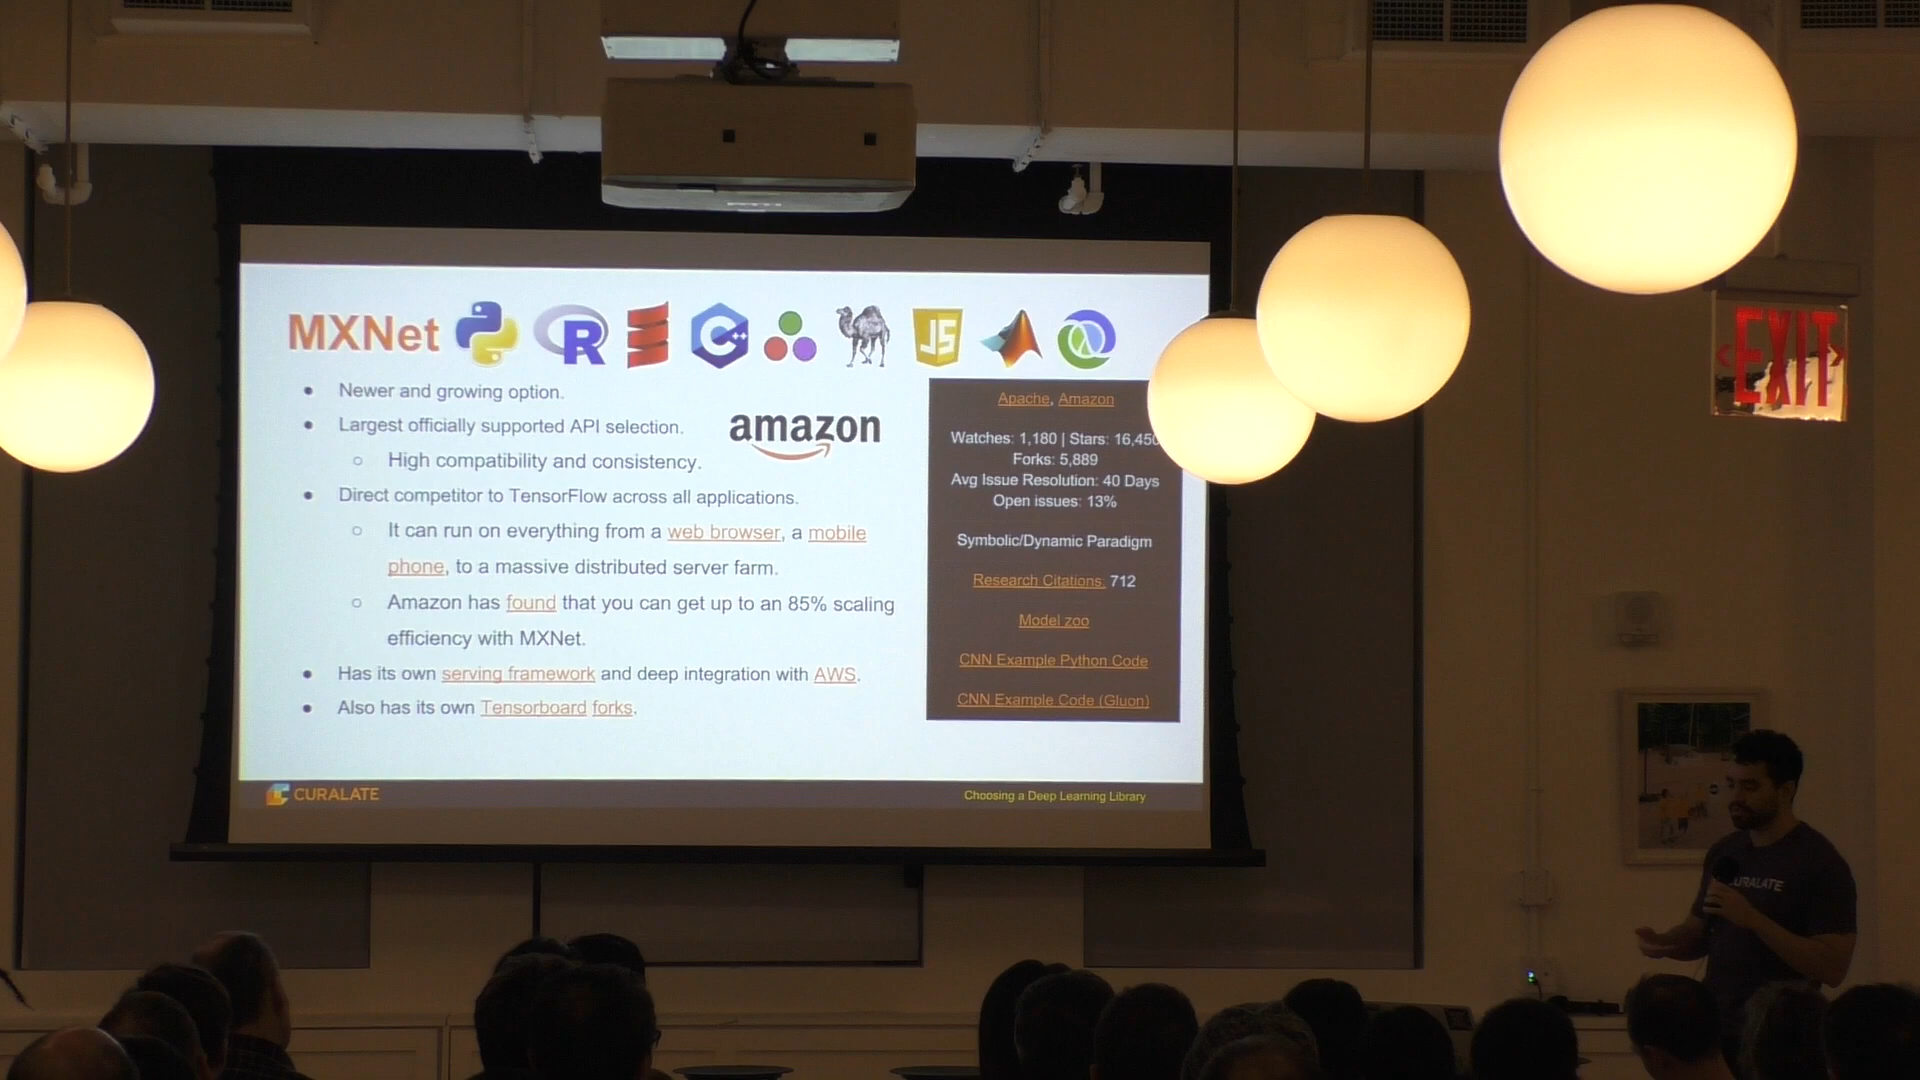 MXNet
R
C++
JS
Newer and growing option.
Largest officially supported API selection.
High compatibility and consistency.
Direct competitor to TensorFlow across all applications.
It can run on everything from a web browser, a mobile
phone, to a massive distributed server farm.
Amazon has found that you can get up to an 85% scaling
efficiency with MXNet.
Has its own serving framework and deep integration with AWS.
Also has its own Tensorboard forks.
amazon
Apache, Amazon
Watches: 1,180 | Stars: 16,450
Forks: 5,889
Avg Issue Resolution: 40 Days
Open issues: 13%
Symbolic/Dynamic Paradigm
Research Citations: 712
Model zoo
CNN Example Python Code
CNN Example Code (Gluon)
CURALATE
Choosing a Deep Learning Library
EXIT
CURALATE